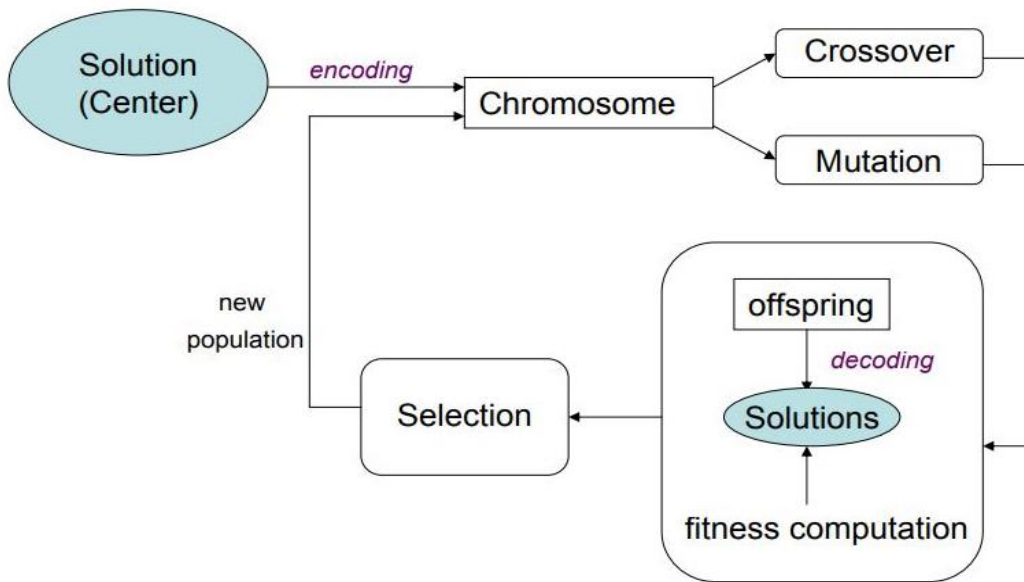 Solution
(Center)
encoding
Chromosome
Crossover
Mutation
offspring
decoding
Solutions
fitness computation
Selection
new
population